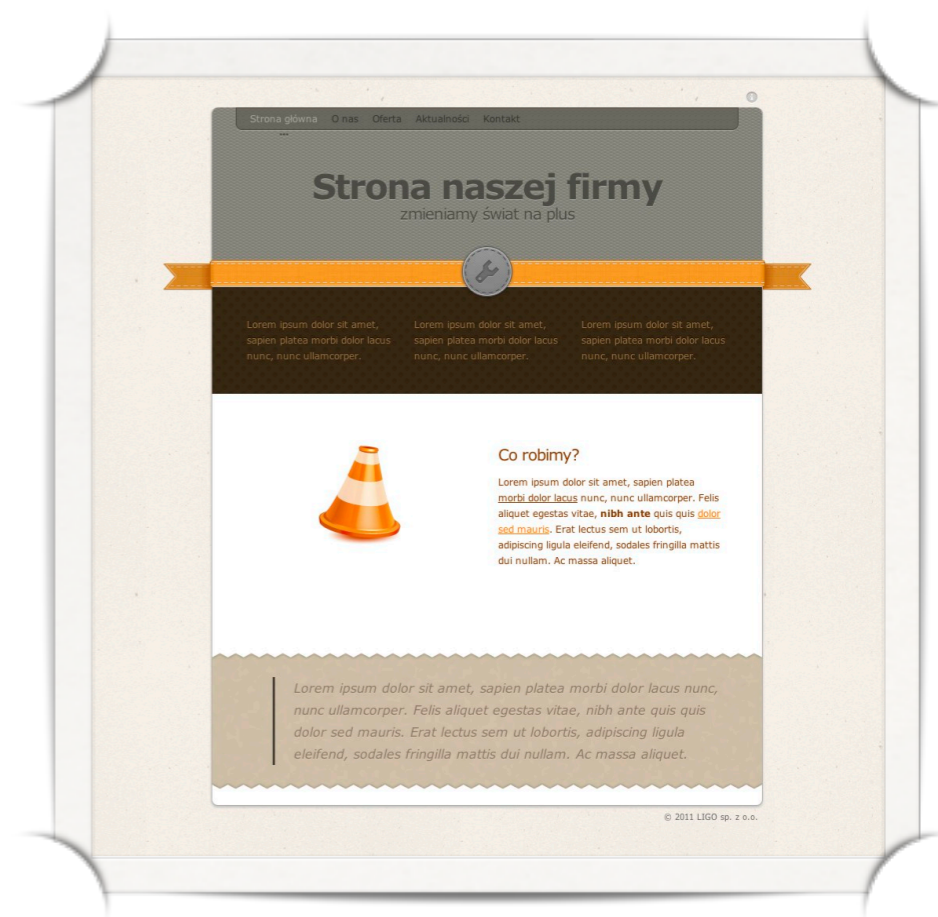 Strona główna O nas Oferta Aktualności Kontakt
Strona naszej firmy
zmieniamy świat na plus
Lorem ipsum dolor sit amet,
sapien platea morbi dolor lacus
nunc, nunc ullamcorper.
Lorem ipsum dolor sit amet,
sapien platea morbi dolor lacus
nunc, nunc ullamcorper.
Lorem ipsum dolor sit amet,
sapien platea morbi dolor lacus
nunc, nunc ullamcorper.
Co robimy?
Lorem ipsum dolor sit amet, sapien platea
morbi dolor lacus nunc, nunc ullamcorper. Felis
aliquet egestas vitae, nibh ante quis quis dolor
sed mauris. Erat lectus sem ut lobortis,
adipiscing ligula eleifend, sodales fringilla mattis
dui nullam. Ac massa aliquet.
Lorem ipsum dolor sit amet, sapien platea morbi dolor lacus nunc,
nunc ullamcorper. Felis aliquet egestas vitae, nibh ante quis quis
dolor sed mauris. Erat lectus sem ut lobortis, adipiscing ligula
eleifend, sodales fringilla mattis dui nullam. Ac massa aliquet.
© 2011 LIGO sp. z o.o.